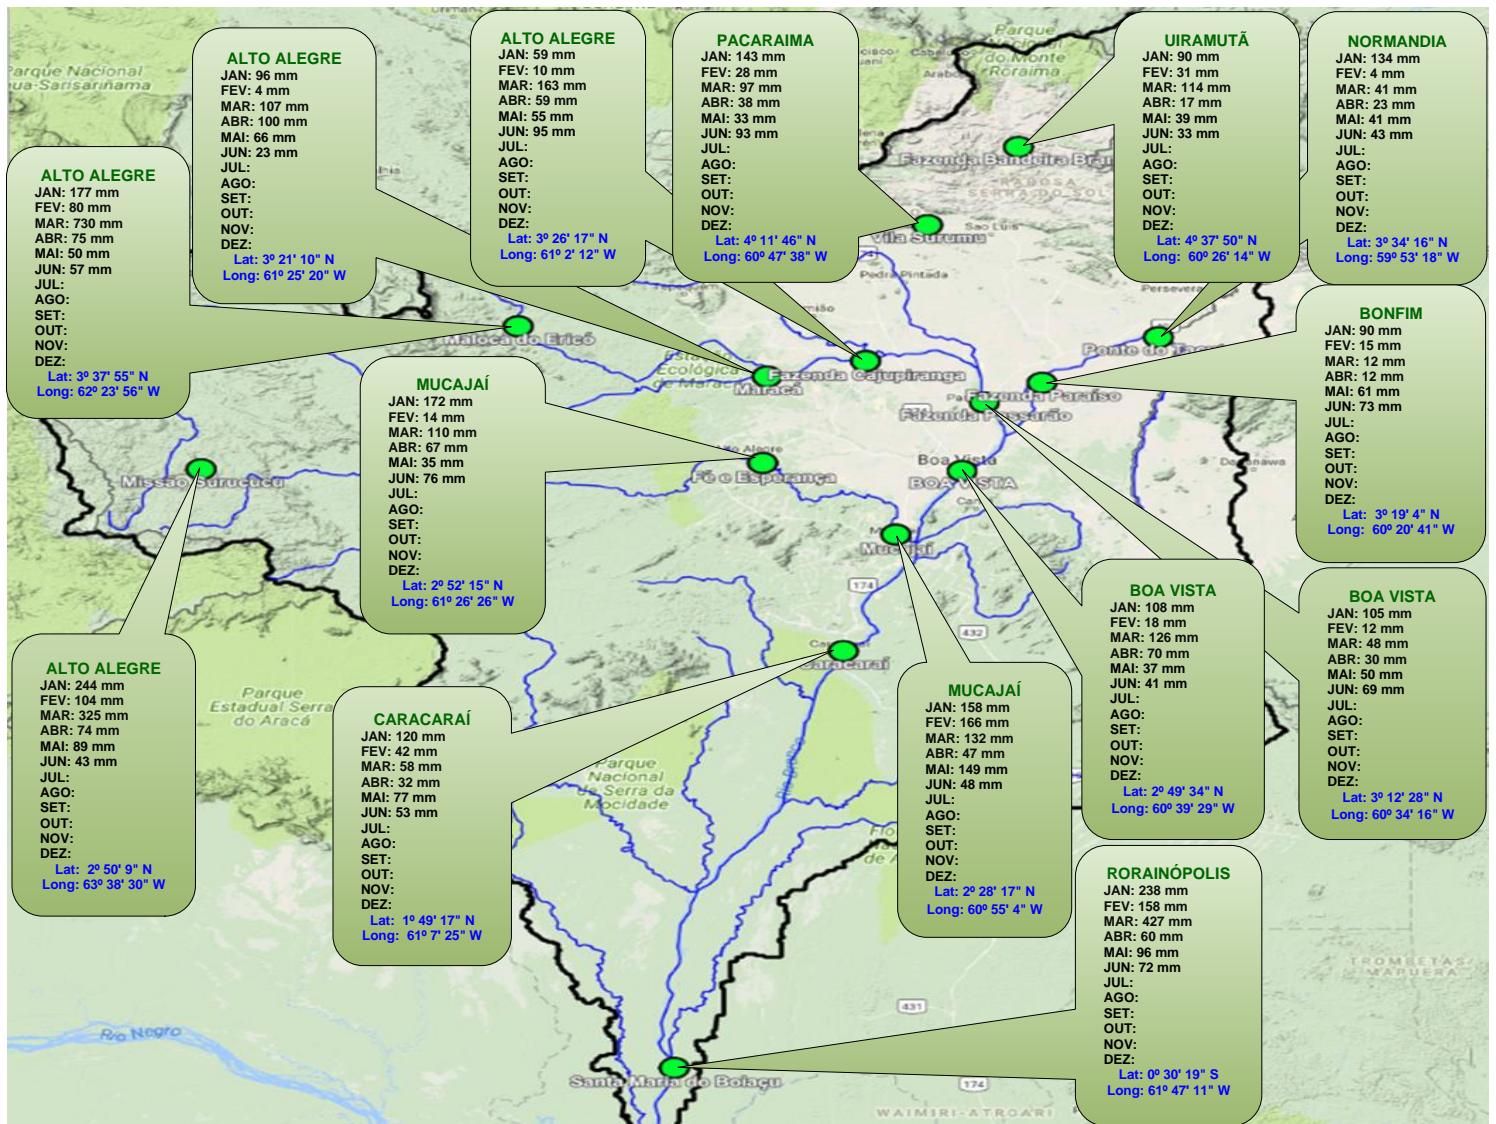 ALTO ALEGRE
JAN: 177 mm
FEV: 80 mm
MAR: 730 mm
ABR: 75 mm
MAI: 50 mm
JUN: 57 mm
JUL:
AGO:
SET:
OUT:
NOV:
DEZ:
Lat: 3º 37' 55" N
Long: 62º 23' 56" W
ALTO ALEGRE
JAN: 96 mm
FEV: 4 mm
MAR: 107 mm
ABR: 100 mm
MAI: 66 mm
JUN: 23 mm
JUL:
AGO:
SET:
OUT:
NOV:
DEZ:
Lat: 3º 21' 10" N
Long: 61º 25' 20" W
ALTO ALEGRE
JAN: 59 mm
FEV: 10 mm
MAR: 163 mm
ABR: 59 mm
MAI: 55 mm
JUN: 95 mm
JUL:
AGO:
SET:
OUT:
NOV:
DEZ:
Lat: 3º 26' 17" N
Long: 61º 2' 12" W
PACARAIMA
JAN: 143 mm
FEV: 28 mm
MAR: 97 mm
ABR: 38 mm
MAI: 33 mm
JUN: 93 mm
JUL:
AGO:
SET:
OUT:
NOV:
DEZ:
Lat: 4º 11' 46" N
Long: 60º 47' 38" W
UIRAMUTÃ
JAN: 90 mm
FEV: 31 mm
MAR: 114 mm
ABR: 17 mm
MAI: 39 mm
JUN: 33 mm
JUL:
AGO:
SET:
OUT:
NOV:
DEZ:
Lat: 4º 37' 50" N
Long: 60º 26' 14" W
NORMANDIA
JAN: 134 mm
FEV: 4 mm
MAR: 41 mm
ABR: 23 mm
MAI: 41 mm
JUN: 43 mm
JUL:
AGO:
SET:
OUT:
NOV:
DEZ:
Lat: 3º 34' 16" N
Long: 59º 53' 18" W
BONFIM
JAN: 90 mm
FEV: 15 mm
MAR: 12 mm
ABR: 12 mm
MAI: 61 mm
JUN: 73 mm
JUL:
AGO:
SET:
OUT:
NOV:
DEZ:
Lat: 3º 19' 4" N
Long: 60º 20' 41" W
MUCAJAÍ
JAN: 172 mm
FEV: 14 mm
MAR: 110 mm
ABR: 67 mm
MAI: 35 mm
JUN: 76 mm
JUL:
AGO:
SET:
OUT:
NOV:
DEZ:
Lat: 2º 52' 15" N
Long: 61º 26' 26" W
ALTO ALEGRE
JAN: 244 mm
FEV: 104 mm
MAR: 325 mm
ABR: 74 mm
MAI: 89 mm
JUN: 43 mm
JUL:
AGO:
SET:
OUT:
NOV:
DEZ:
Lat: 2º 50' 9" N
Long: 63º 38' 30" W
CARACARAÍ
JAN: 120 mm
FEV: 42 mm
MAR: 58 mm
ABR: 32 mm
MAI: 77 mm
JUN: 53 mm
JUL:
AGO:
SET:
OUT:
NOV:
DEZ:
Lat: 1º 49' 17" N
Long: 61º 7' 25" W
MUCAJAÍ
JAN: 158 mm
FEV: 166 mm
MAR: 132 mm
ABR: 47 mm
MAI: 149 mm
JUN: 48 mm
JUL:
AGO:
SET:
OUT:
NOV:
DEZ:
Lat: 2º 28' 17" N
Long: 60º 55' 4" W
BOA VISTA
JAN: 108 mm
FEV: 18 mm
MAR: 126 mm
ABR: 70 mm
MAI: 37 mm
JUN: 41 mm
JUL:
AGO:
SET:
OUT:
NOV:
DEZ:
Lat: 2º 49' 34" N
Long: 60º 39' 29" W
BOA VISTA
JAN: 105 mm
FEV: 12 mm
MAR: 48 mm
ABR: 30 mm
MAI: 50 mm
JUN: 69 mm
JUL:
AGO:
SET:
OUT:
NOV:
DEZ:
Lat: 3º 12' 28" N
Long: 60º 34' 16" W
RORAINÓPOLIS
JAN: 238 mm
FEV: 158 mm
MAR: 427 mm
ABR: 60 mm
MAI: 96 mm
JUN: 72 mm
JUL:
AGO:
SET:
OUT:
NOV:
DEZ:
Lat: 0º 30' 19" S
Long: 61º 47' 11" W
Parque Nacional
Parque
do Monte
Roraima
Fazenda Bandeira
RAPOSA
SERRA DO SOL
Vila Surumu
Sao Luis
Pedra Pintada
Maloca do Ericó
Estação
Ecológica
de Maracá
Maracá
Fazenda Cajupiranga
Ponte do
Fazenda Paraíso
Fazenda Passarão
Missão Surucucu
Alto Alegre
Fé e Esperança
Boa Vista
BOA VISTA
Mucajaí
174
432
Caracaraí
Parque
Estadual Serra
do Aracá
Parque
Nacional
da Serra da
Mocidade
Rio Branco
Rio Negro
Santa Maria do Boiaçu
431
174
WAIMIRI-ATROARI
TROMBETAS/
MAPUERA